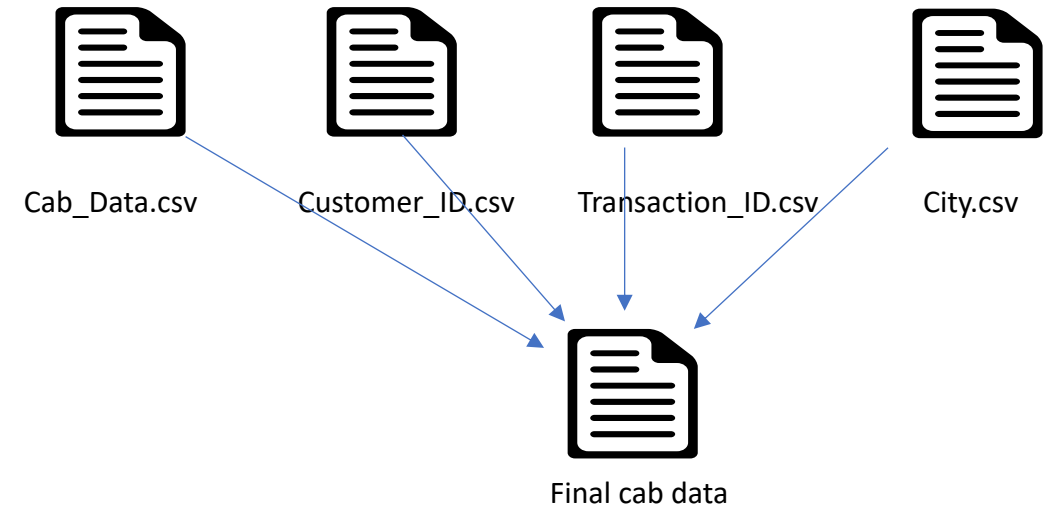 Cab_Data.csv
Customer_ID.csv
Transaction_ID.csv
City.csv
Final cab data